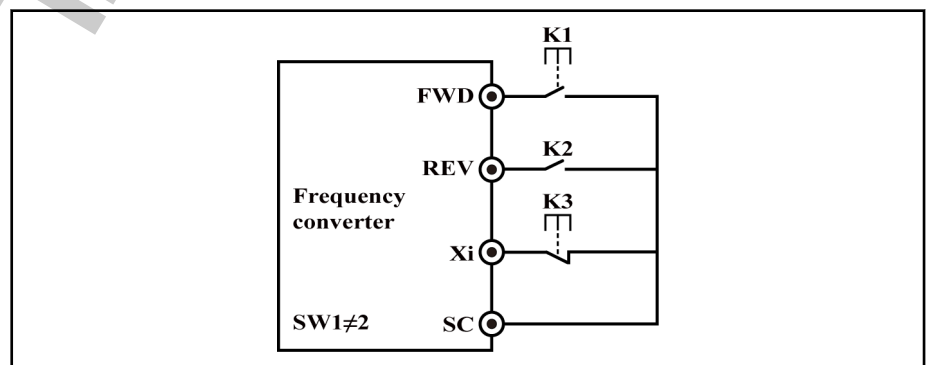 K1
FWD
K2
REV
K3
Frequency
converter
Xi
SW1≠2
SC